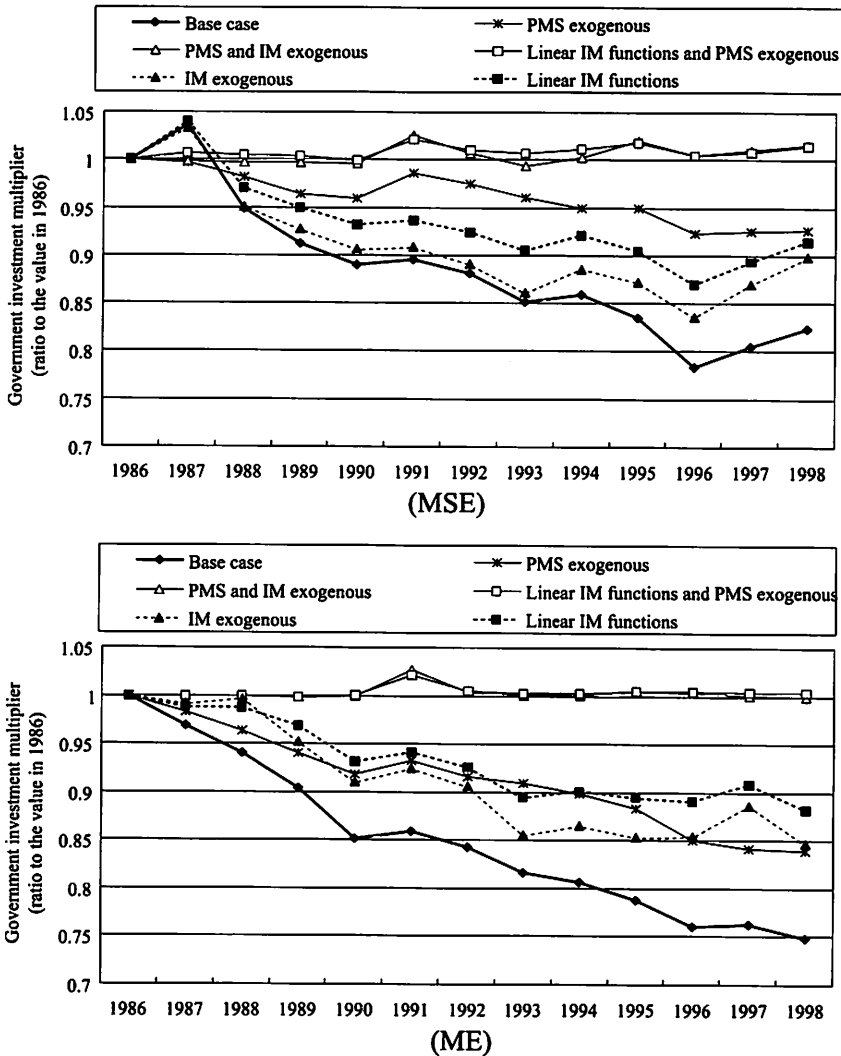 Base case
PMS exogenous
PMS and IM exogenous
Linear IM functions and PMS exogenous
IM exogenous
Linear IM functions
Government investment multiplier
(ratio to the value in 1986)
1.05
1
0.95
0.9
0.85
0.8
0.75
0.7
1986 1987 1988 1989 1990 1991 1992 1993 1994 1995 1996 1997 1998
(MSE)
Base case
PMS exogenous
PMS and IM exogenous
Linear IM functions and PMS exogenous
IM exogenous
Linear IM functions
Government investment multiplier
(ratio to the value in 1986)
1.05
1
0.95
0.9
0.85
0.8
0.75
0.7
1986 1987 1988 1989 1990 1991 1992 1993 1994 1995 1996 1997 1998
(ME)